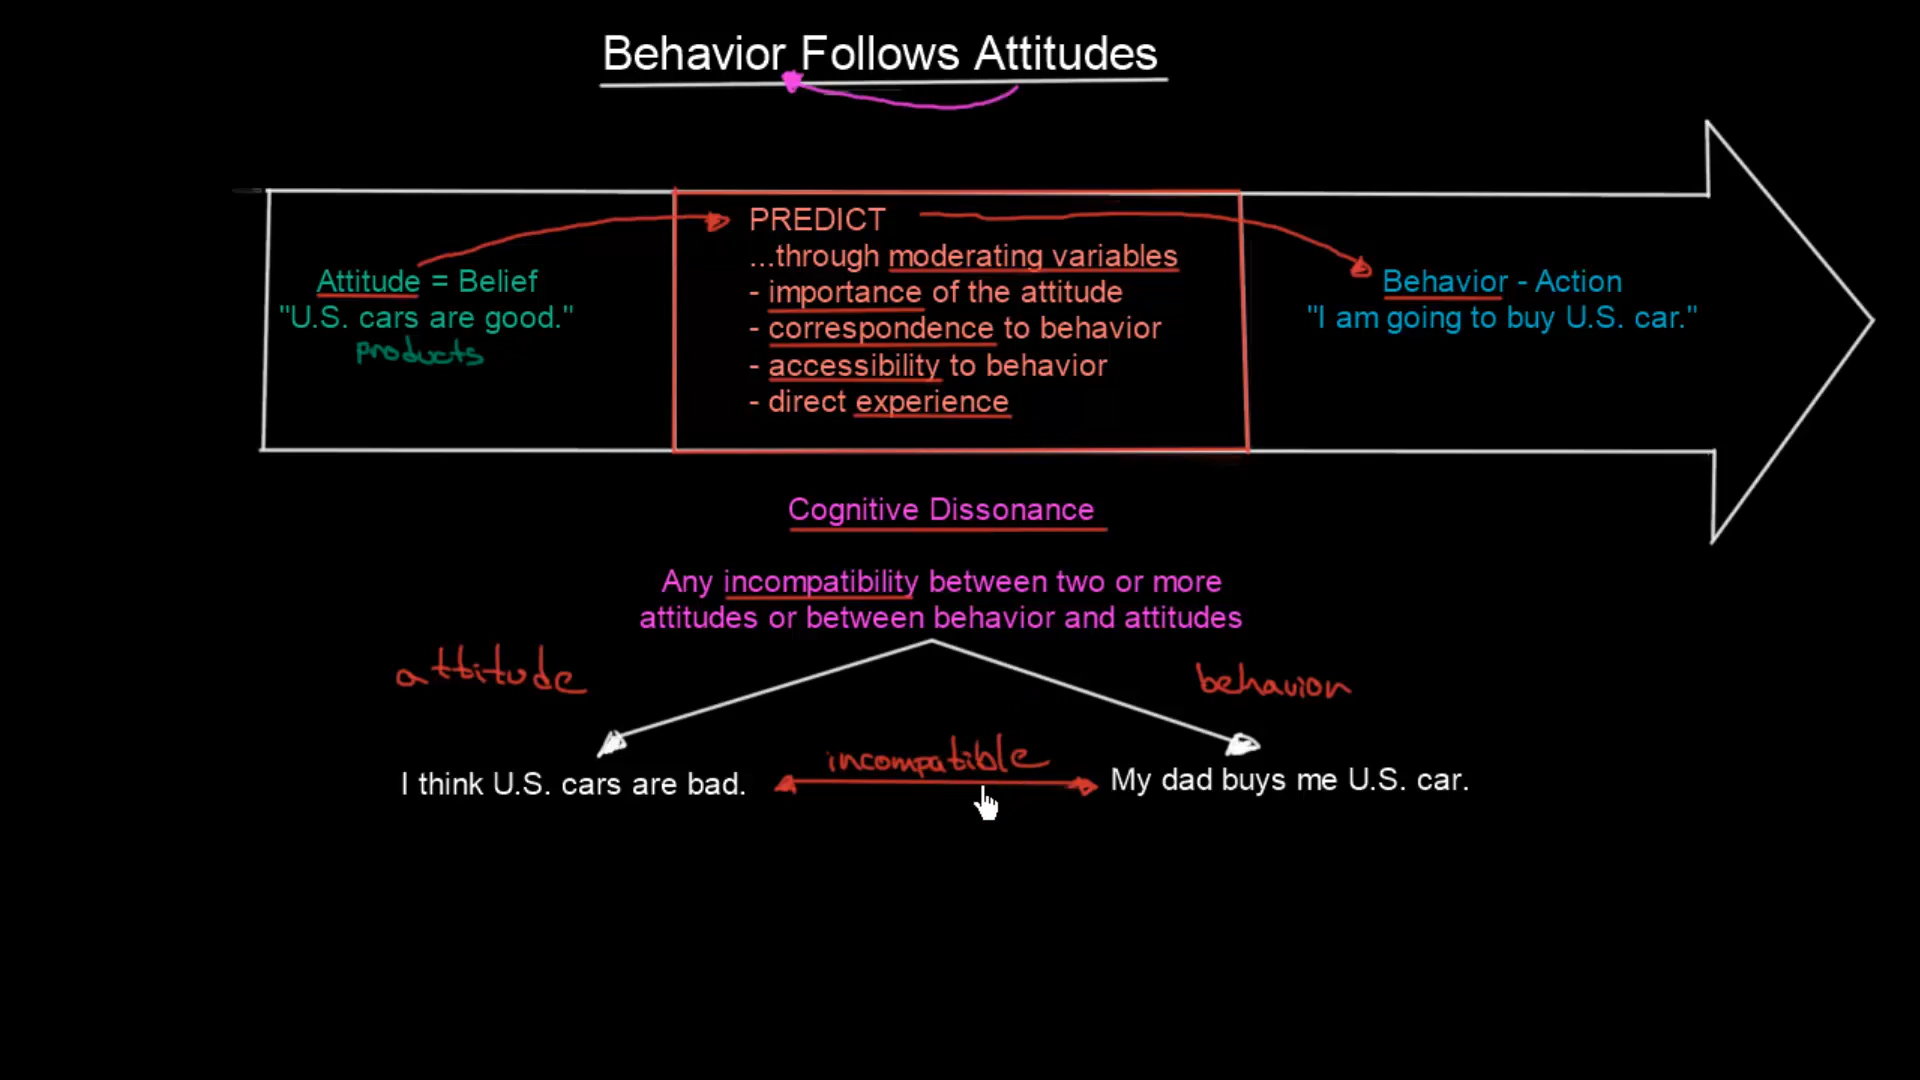 Behavior Follows Attitudes
Attitude = Belief
"U.S. cars are good."
products
PREDICT
...through moderating variables
- importance of the attitude
- correspondence to behavior
- accessibility to behavior
- direct experience
Behavior - Action
"I am going to buy U.S. car."
Cognitive Dissonance
Any incompatibility between two or more
attitudes or between behavior and attitudes
attitude
behavior
incompatible
I think U.S. cars are bad.
My dad buys me U.S. car.